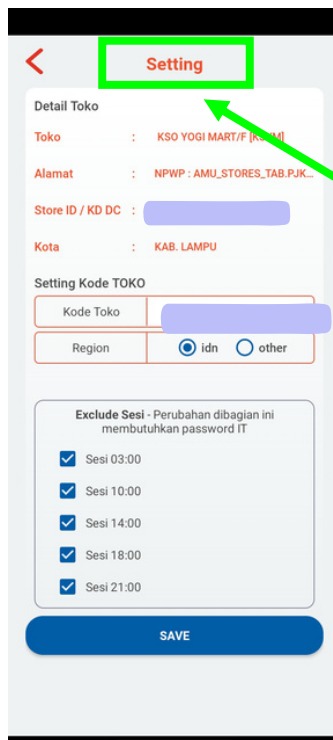 Setting
Detail Toko
Toko : KSO YOGI MART/F
Alamat : NPWP : AMU_STORES_TAB.PJK...
Store ID / KD DC :
Kota : KAB. LAMPU
Setting Kode TOKO
Kode Toko
Region idn other
Exclude Sesi - Perubahan dibagian ini
membutuhkan password IT
Sesi 03:00
Sesi 10:00
Sesi 14:00
Sesi 18:00
Sesi 21:00
SAVE